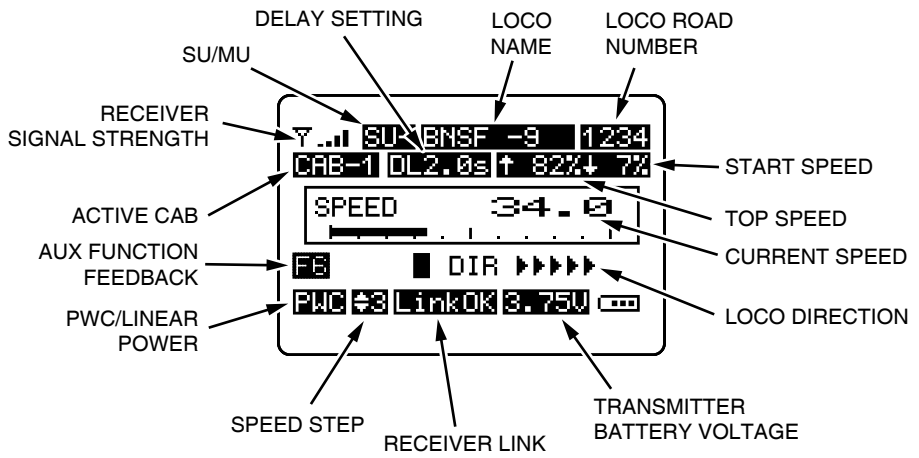 DELAY SETTING
LOCO NAME
LOCO ROAD NUMBER
SU/MU
RECEIVER SIGNAL STRENGTH
SU- BNSF -9 1234
CAB-1 DL2.0s ↑ 82%↓ 7%
START SPEED
ACTIVE CAB
SPEED 34.0
TOP SPEED
CURRENT SPEED
AUX FUNCTION FEEDBACK
F6 DIR
LOCO DIRECTION
PWC/LINEAR POWER
PWC 3 LinkOK 3.75V
SPEED STEP
RECEIVER LINK
TRANSMITTER BATTERY VOLTAGE